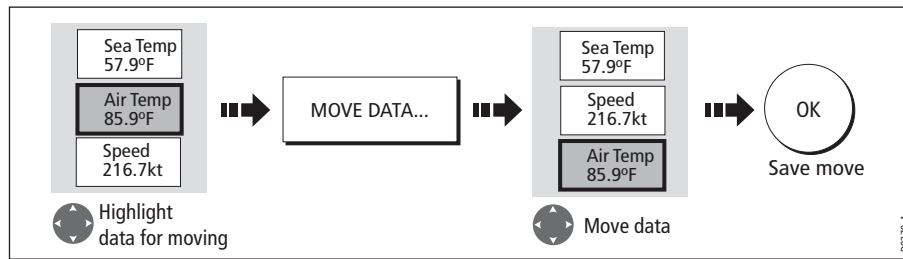 Sea Temp
57.9ºF
Air Temp
85.9ºF
Speed
216.7kt
Highlight
data for moving
MOVE DATA...
Sea Temp
57.9ºF
Speed
216.7kt
Air Temp
85.9ºF
Move data
OK
Save move